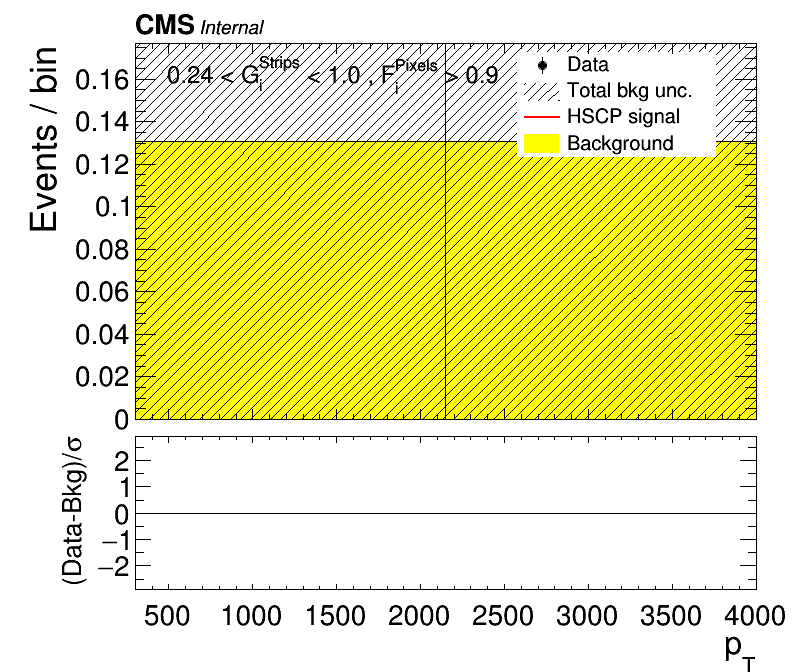 CMS Internal
Events / bin
0.24 < G_i^Strips < 1.0 , F_i^Pixels > 0.9
Data
Total bkg unc.
HSCP signal
Background
0.16
0.14
0.12
0.1
0.08
0.06
0.04
0.02
0
(Data-Bkg)/σ
2
1
0
−1
−2
500 1000 1500 2000 2500 3000 3500 4000
p_T